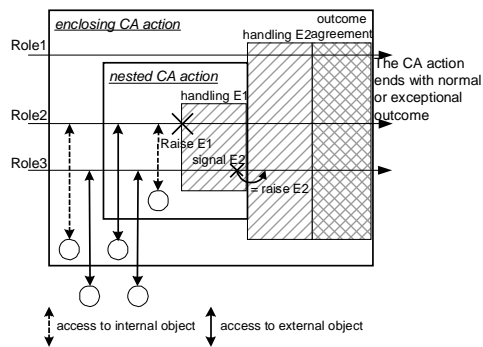 enclosing CA action
outcome
handling E2
agreement
Role1
The CA action
ends with normal
or exceptional
outcome
nested CA action
handling E1
Role2
Raise E1
signal E2
Role3
= raise E2
access to internal object
access to external object